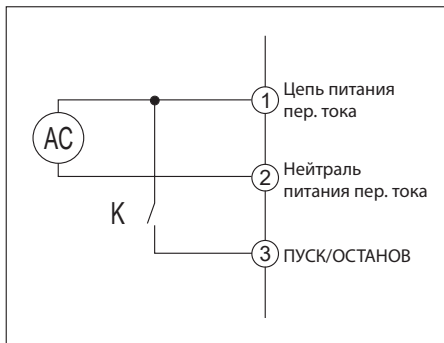 1 Цепь питания
пер. тока
AC
2 Нейтраль
питания пер. тока
K
3 ПУСК/ОСТАНОВ